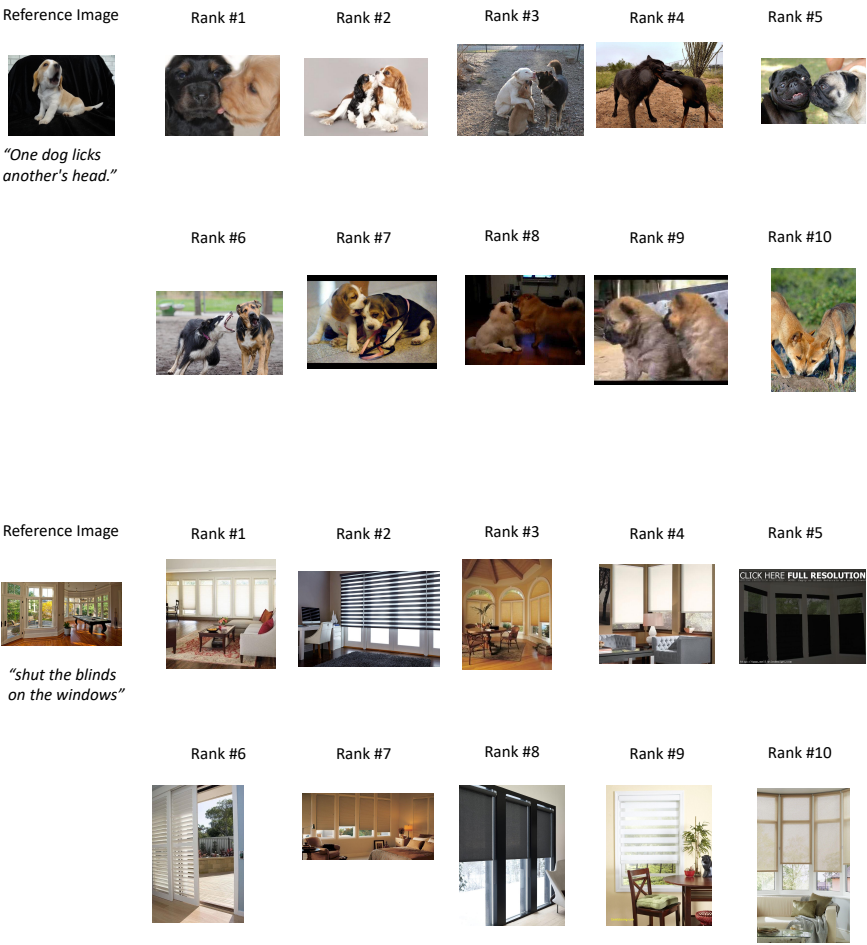 Reference Image
Rank #1
Rank #2
Rank #3
Rank #4
Rank #5
“One dog licks
another's head.”
Rank #6
Rank #7
Rank #8
Rank #9
Rank #10
Reference Image
Rank #1
Rank #2
Rank #3
Rank #4
Rank #5
CLICK HERE FULL RESOLUTION
“shut the blinds
on the windows”
Rank #6
Rank #7
Rank #8
Rank #9
Rank #10